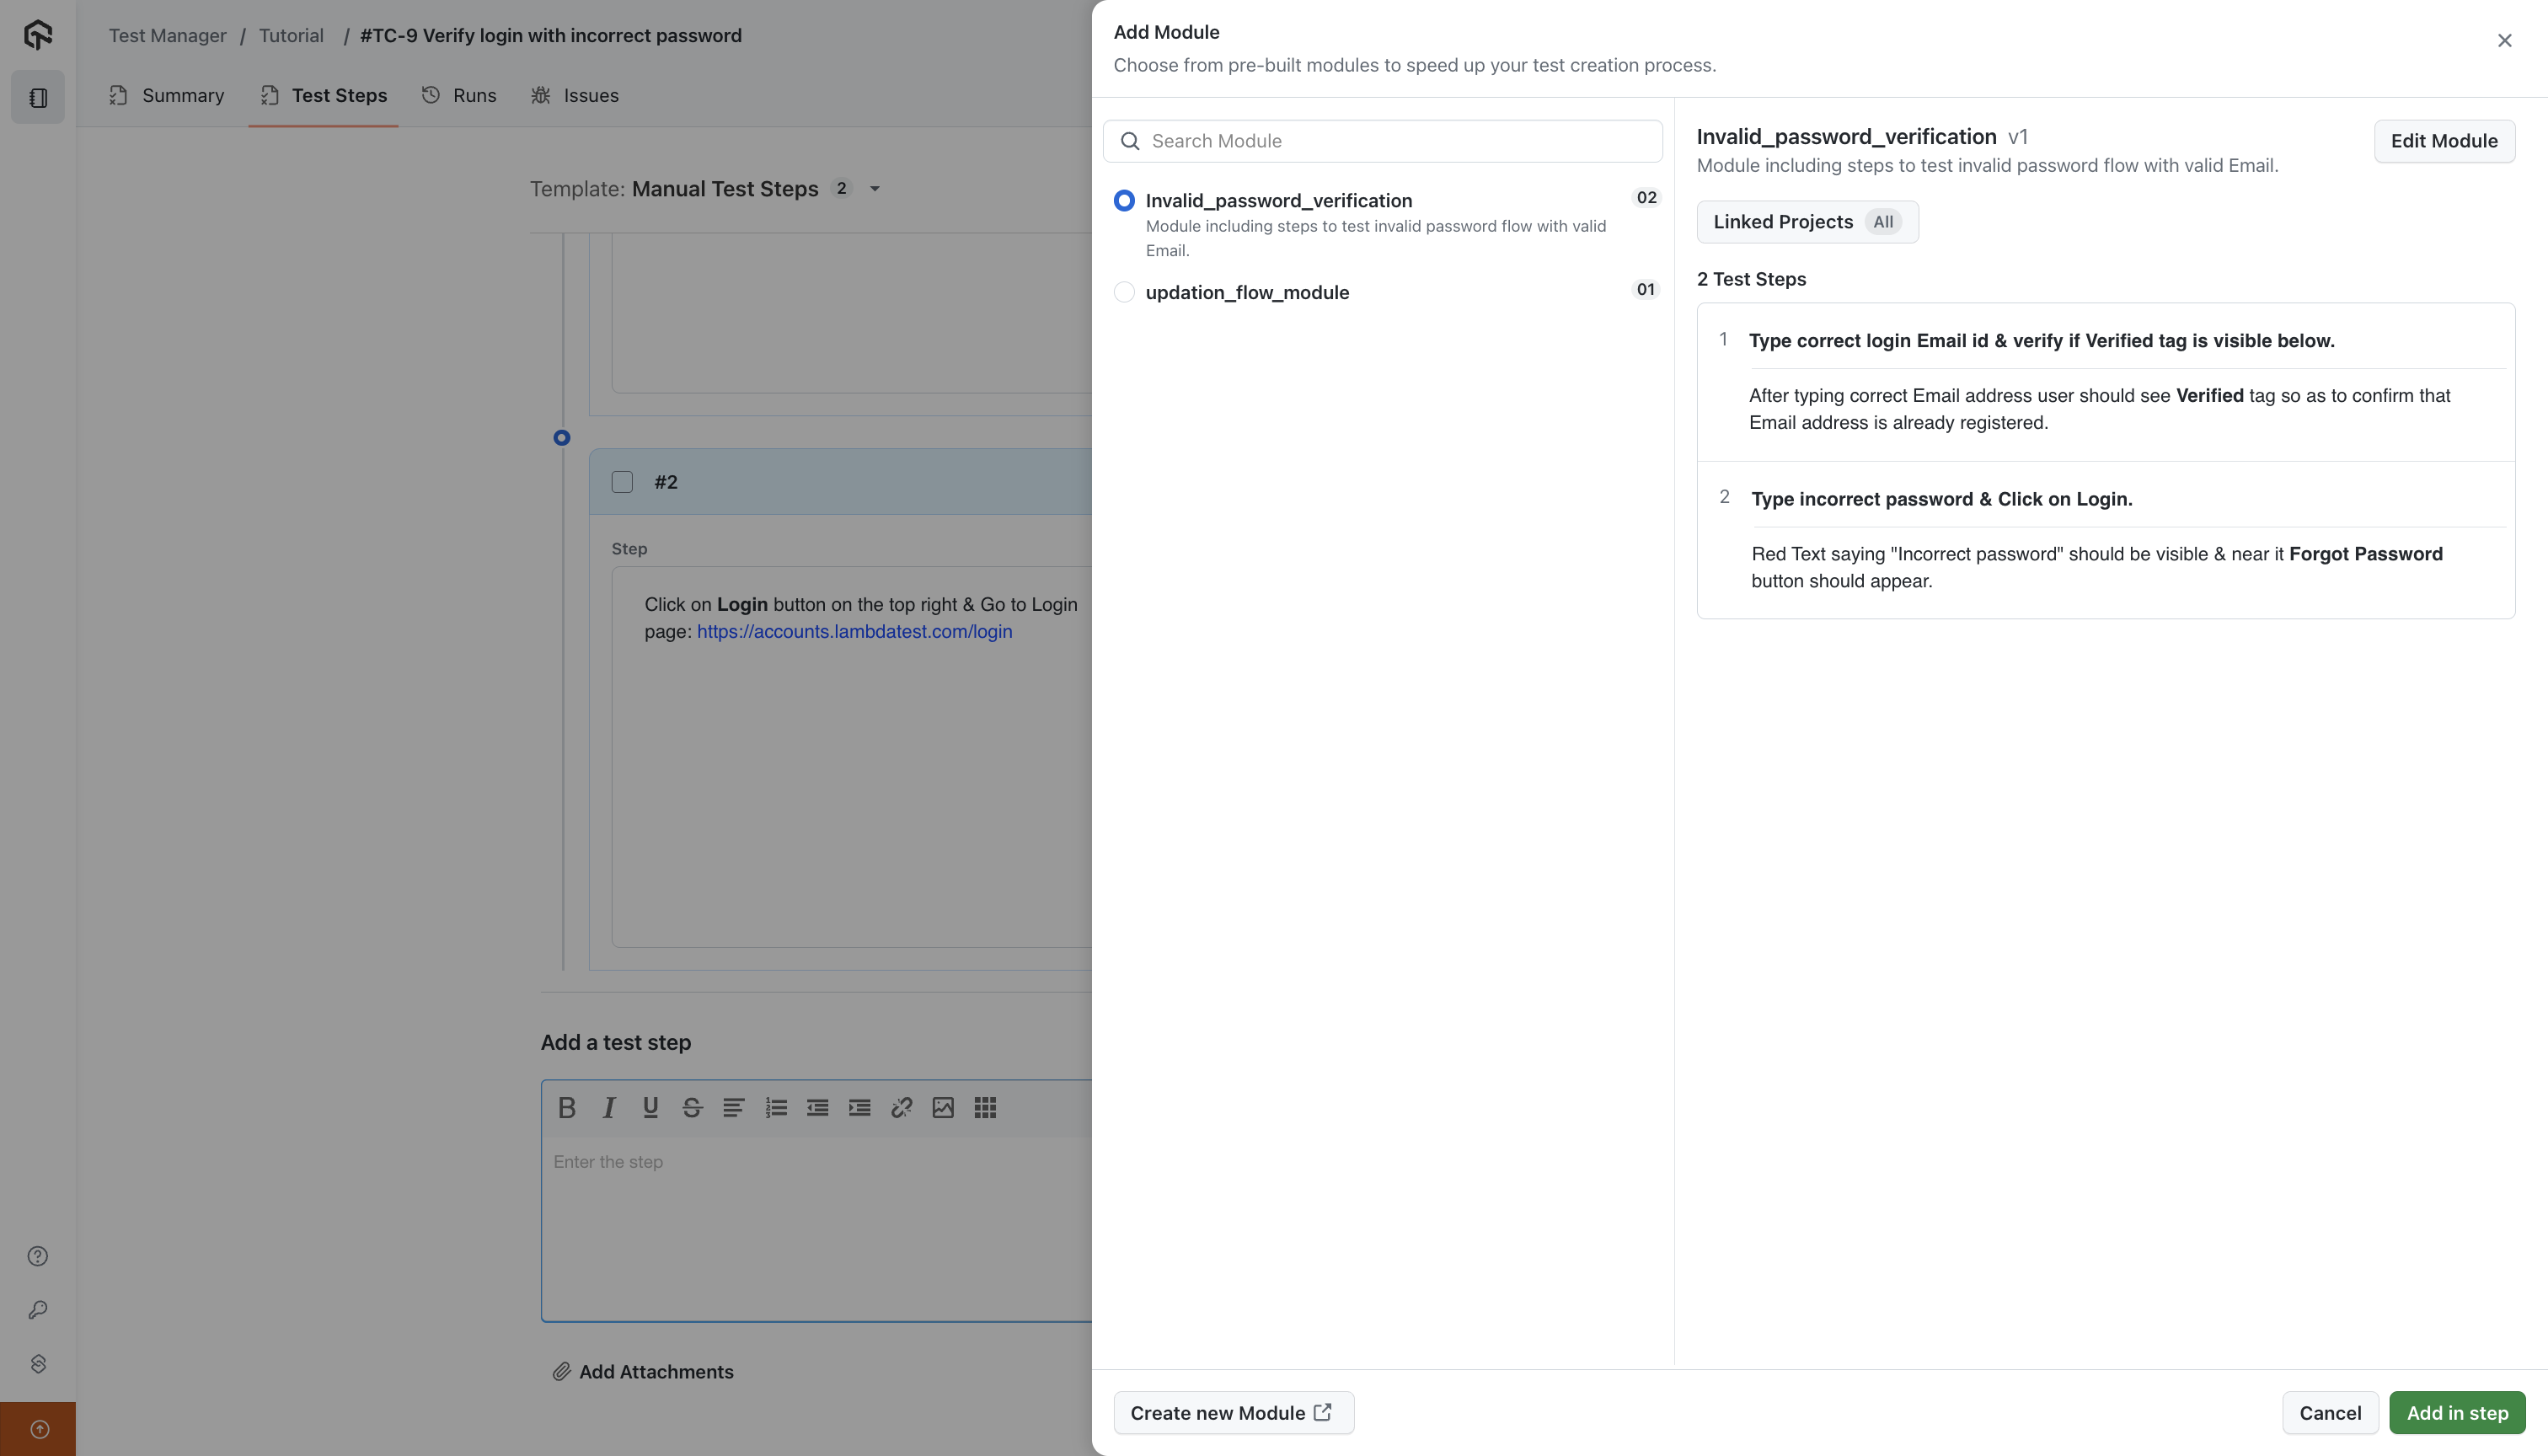 Test Manager / Tutorial / #TC-9 Verify login with incorrect password
Summary
Test Steps
Runs
Issues
Template: Manual Test Steps 2
#2
Step
Click on Login button on the top right & Go to Login
page: https://accounts.lambdatest.com/login
Add a test step
Enter the step
Add Attachments
Add Module
Choose from pre-built modules to speed up your test creation process.
Search Module
Invalid_password_verification 02
Module including steps to test invalid password flow with valid
Email.
updation_flow_module 01
Invalid_password_verification v1
Module including steps to test invalid password flow with valid Email.
Edit Module
Linked Projects All
2 Test Steps
1 Type correct login Email id & verify if Verified tag is visible below.
After typing correct Email address user should see Verified tag so as to confirm that
Email address is already registered.
2 Type incorrect password & Click on Login.
Red Text saying "Incorrect password" should be visible & near it Forgot Password
button should appear.
Create new Module
Cancel
Add in step